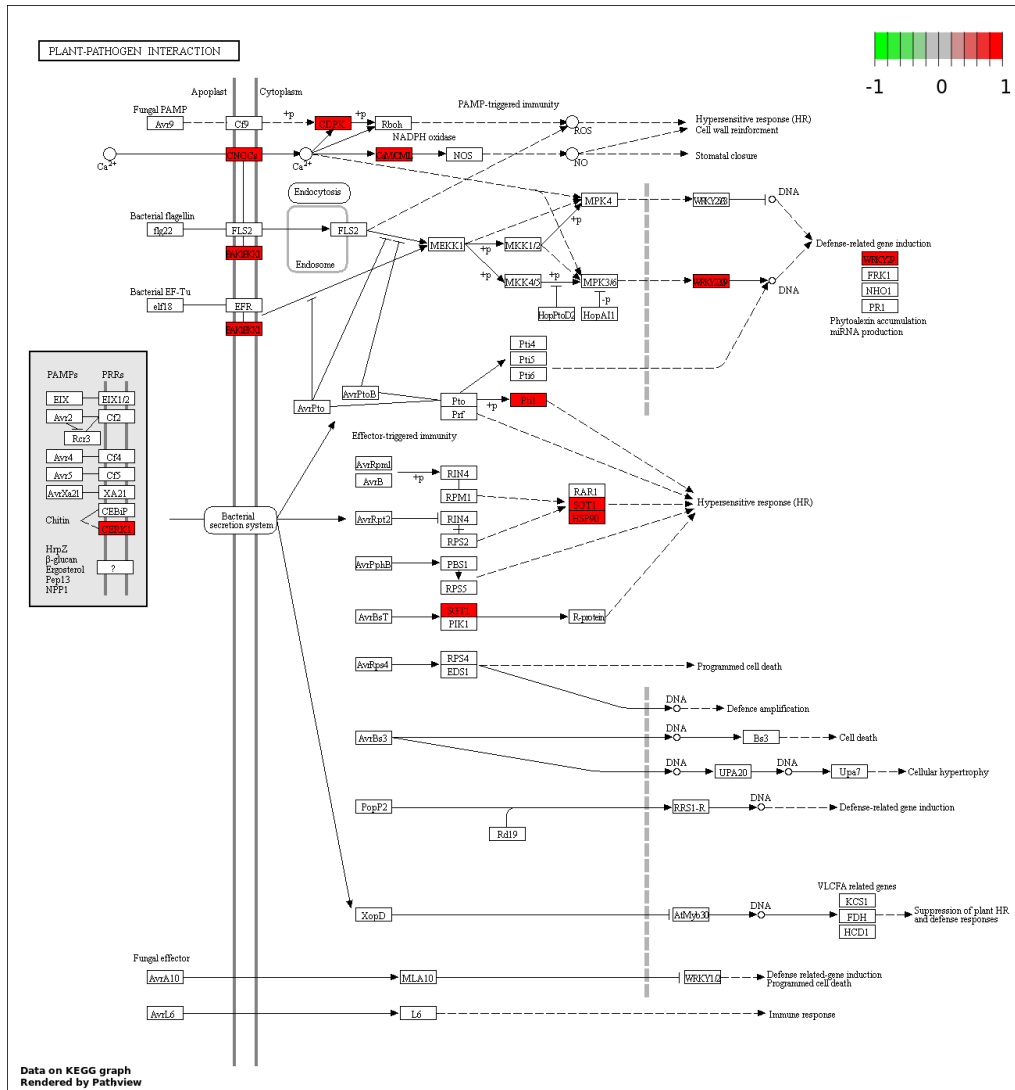 PLANT-PATHOGEN INTERACTION
-1 0 1
Apoplast Cytoplasm
Fungal PAMP
Avr9
Cf9
+p
CDPK
+p
Rboh
PAMP-triggered immunity
NADPH oxidase
ROS
Hypersensitive response (HR)
Cell wall reinforcment
Ca2+
CNGCs
Ca2+
CaMCML
NOS
NO
Stomatal closure
Endocytosis
Endosome
Bacterial flagellin
flg22
FLS2
FLS2
MEKK1
+p
MKK1/2
+p
MPK4
WRKY25/33
DNA
+p
MKK4/5
+p
MPK3/6
-p
HopPtoD2
HopAI1
DNA
Defense-related gene induction
WRKY29
FRK1
NHO1
PR1
Phytoalexin accumulation
miRNA production
Bacterial EF-Tu
elf18
EFR
PAMPs PRRs
EIX EIX1/2
Avr2 Cf2
Rcr3
Avr4 Cf4
Avr5 Cf5
AvrXa21 XA21
CEBiP
Chitin
CERK1
HrpZ
β-glucan
Ergosterol
Pep13
NPP1
?
AvrPto
AvrPtoB
Pto
Prf
+p
Pti1
Pti4
Pti5
Pti6
Effector-triggered immunity
Bacterial
secretion system
AvrRpm1
AvrB
+p
RIN4
RPM1
AvrRpt2
RIN4
RPS2
RAR1
SGT1
HSP90
Hypersensitive response (HR)
AvrPphB
PBS1
RPS5
AvrBsT
SGT1
PIK1
R-protein
AvrRps4
RPS4
EDS1
Programmed cell death
DNA
Defence amplification
AvrBs3
DNA
Bs3
Cell death
DNA
UPA20
DNA
Upa7
Cellular hypertrophy
PopP2
Rd19
RRS1-R
DNA
Defense-related gene induction
XopD
AtMyb30
DNA
VLCFA related genes
KCS1
FDH
HCD1
Suppression of plant HR
and defense responses
Fungal effector
AvrA10
MLA10
WRKY1/2
Defense related-gene induction
Programmed cell death
AvrL6
L6
Immune response
Data on KEGG graph
Rendered by Pathview